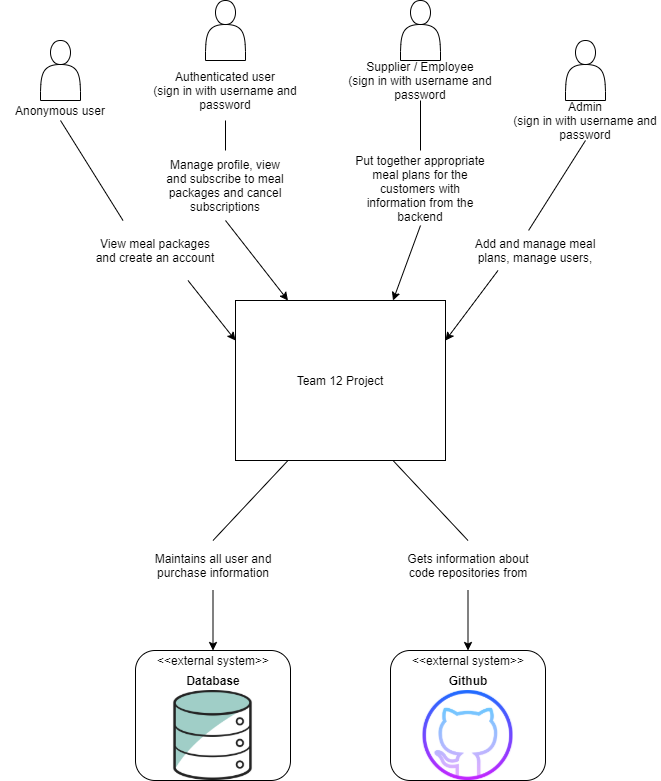 Anonymous user
Authenticated user
(sign in with username and
password
Supplier / Employee
(sign in with username and
password
Admin
(sign in with username and
password
View meal packages
and create an account
Manage profile, view
and subscribe to meal
packages and cancel
subscriptions
Put together appropriate
meal plans for the
customers with
information from the
backend
Add and manage meal
plans, manage users,
Team 12 Project
Maintains all user and
purchase information
Gets information about
code repositories from
<<external system>>
Database
<<external system>>
Github